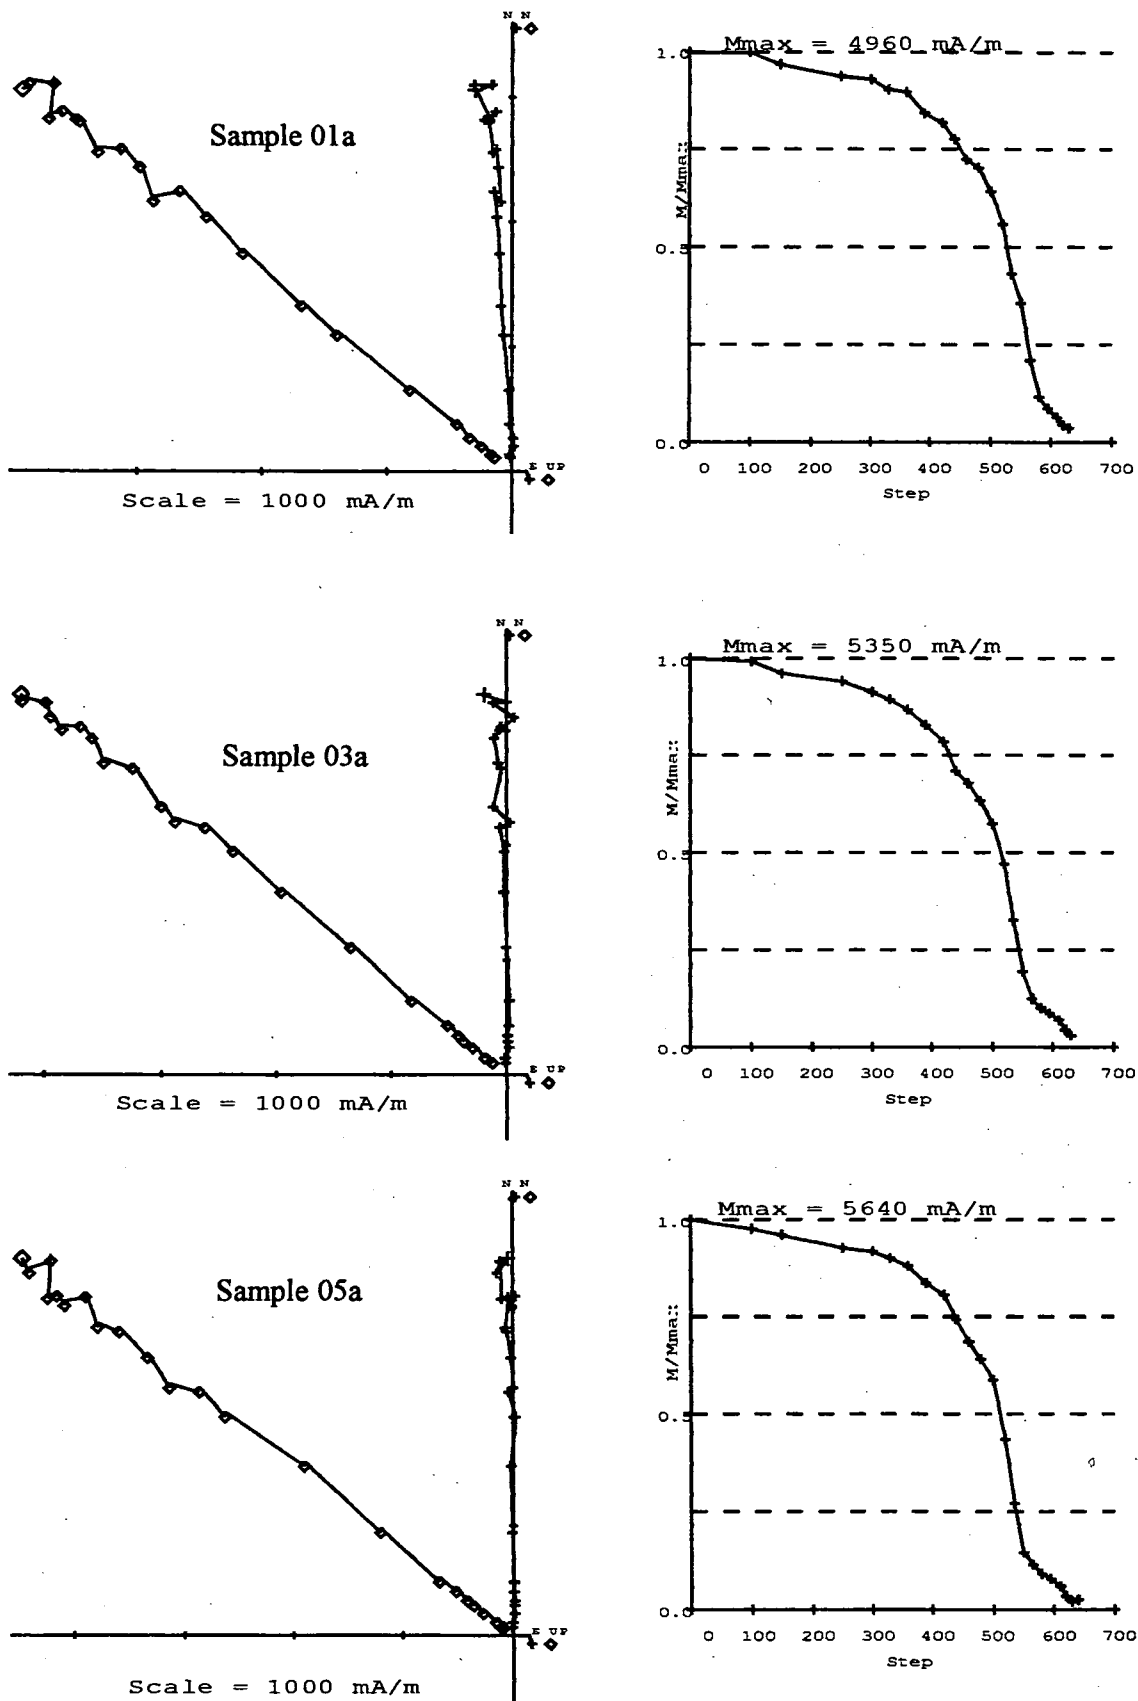 N N
Sample 01a
E UP
Scale = 1000 mA/m
Mmax = 4960 mA/m
1.0
M/Mmax
0.5
0.0
0 100 200 300 400 500 600 700
Step
N N
Sample 03a
E UP
Scale = 1000 mA/m
Mmax = 5350 mA/m
1.0
M/Mmax
0.5
0.0
0 100 200 300 400 500 600 700
Step
N N
Sample 05a
E UP
Scale = 1000 mA/m
Mmax = 5640 mA/m
1.0
M/Mmax
0.5
0.0
0 100 200 300 400 500 600 700
Step